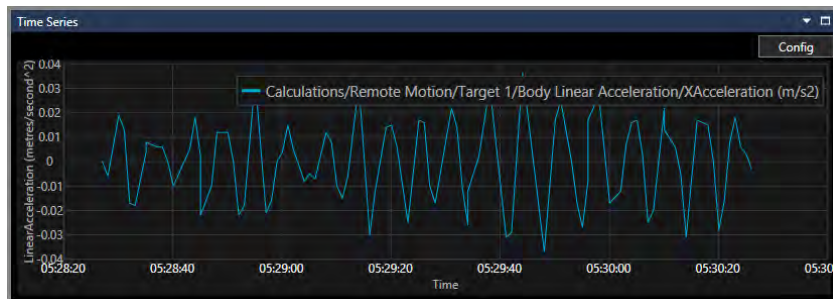 Time Series
Config
LinearAcceleration (metres/second^2)
0.04
0.03
0.02
0.01
0
-0.01
-0.02
-0.03
-0.04
Calculations/Remote Motion/Target 1/Body Linear Acceleration/XAcceleration (m/s2)
05:28:20 05:28:40 05:29:00 05:29:20 05:29:40 05:30:00 05:30:20 05:30
Time